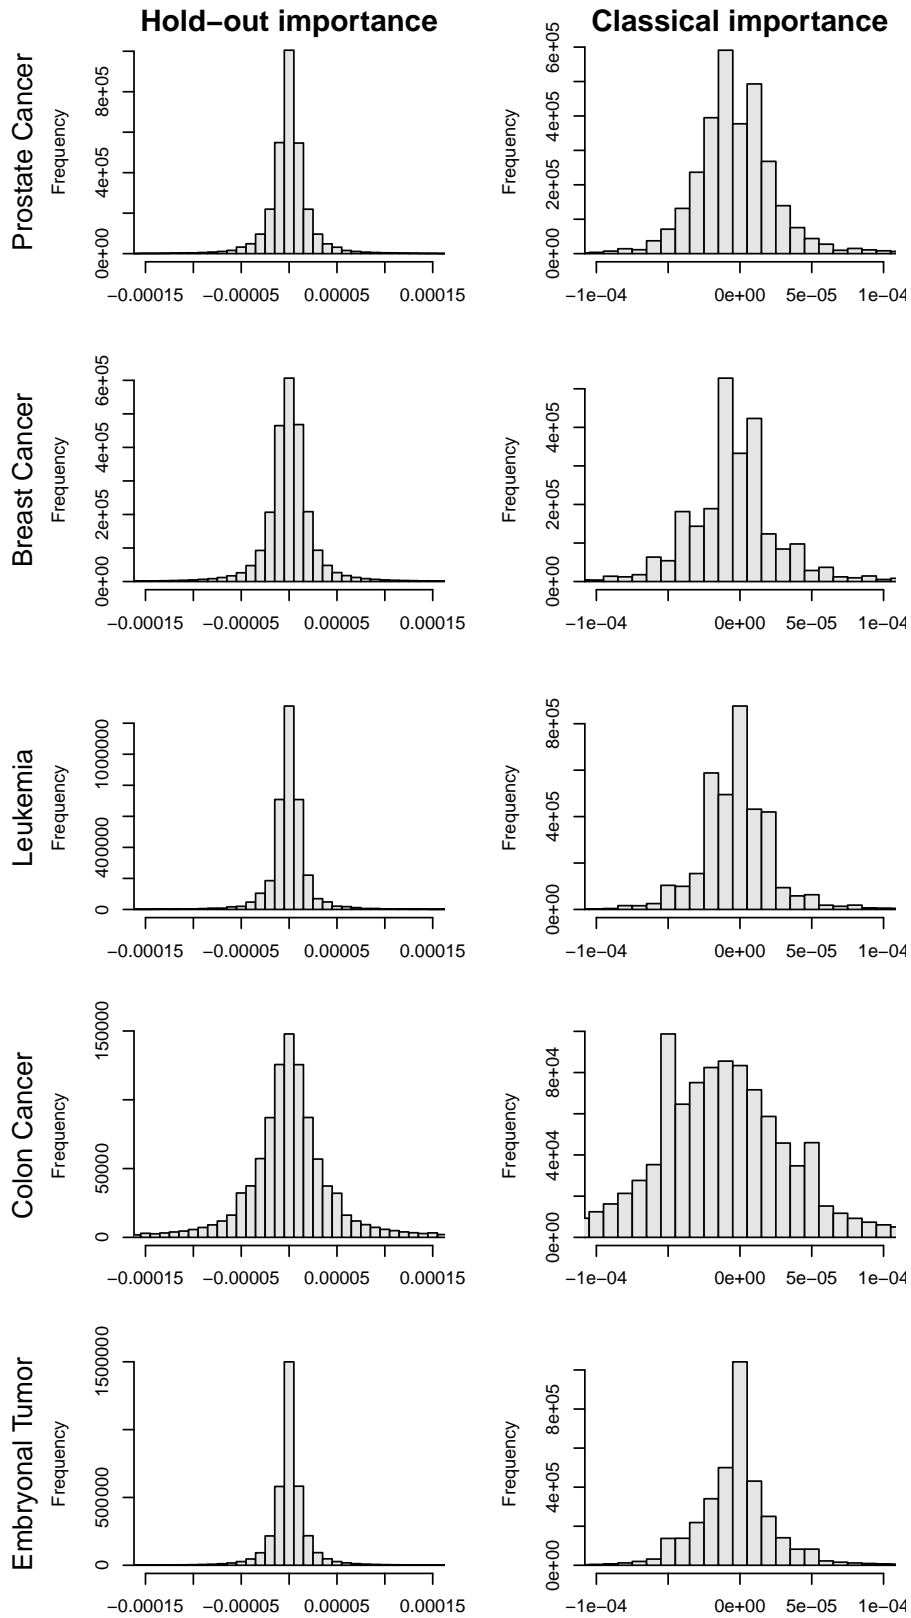 Hold−out importance
Classical importance
Prostate Cancer
Frequency
0e+00 4e+05 8e+05
−0.00015 −0.00005 0.00005 0.00015
Frequency
0e+00 2e+05 4e+05 6e+05
−1e−04 0e+00 5e−05 1e−04
Breast Cancer
Frequency
0e+00 2e+05 4e+05 6e+05
−0.00015 −0.00005 0.00005 0.00015
Frequency
0e+00 2e+05 4e+05
−1e−04 0e+00 5e−05 1e−04
Leukemia
Frequency
0 400000 1000000
−0.00015 −0.00005 0.00005 0.00015
Frequency
0e+00 4e+05 8e+05
−1e−04 0e+00 5e−05 1e−04
Colon Cancer
Frequency
0 50000 150000
−0.00015 −0.00005 0.00005 0.00015
Frequency
0e+00 4e+04 8e+04
−1e−04 0e+00 5e−05 1e−04
Embryonal Tumor
Frequency
0 500000 1500000
−0.00015 −0.00005 0.00005 0.00015
Frequency
0e+00 4e+05 8e+05
−1e−04 0e+00 5e−05 1e−04